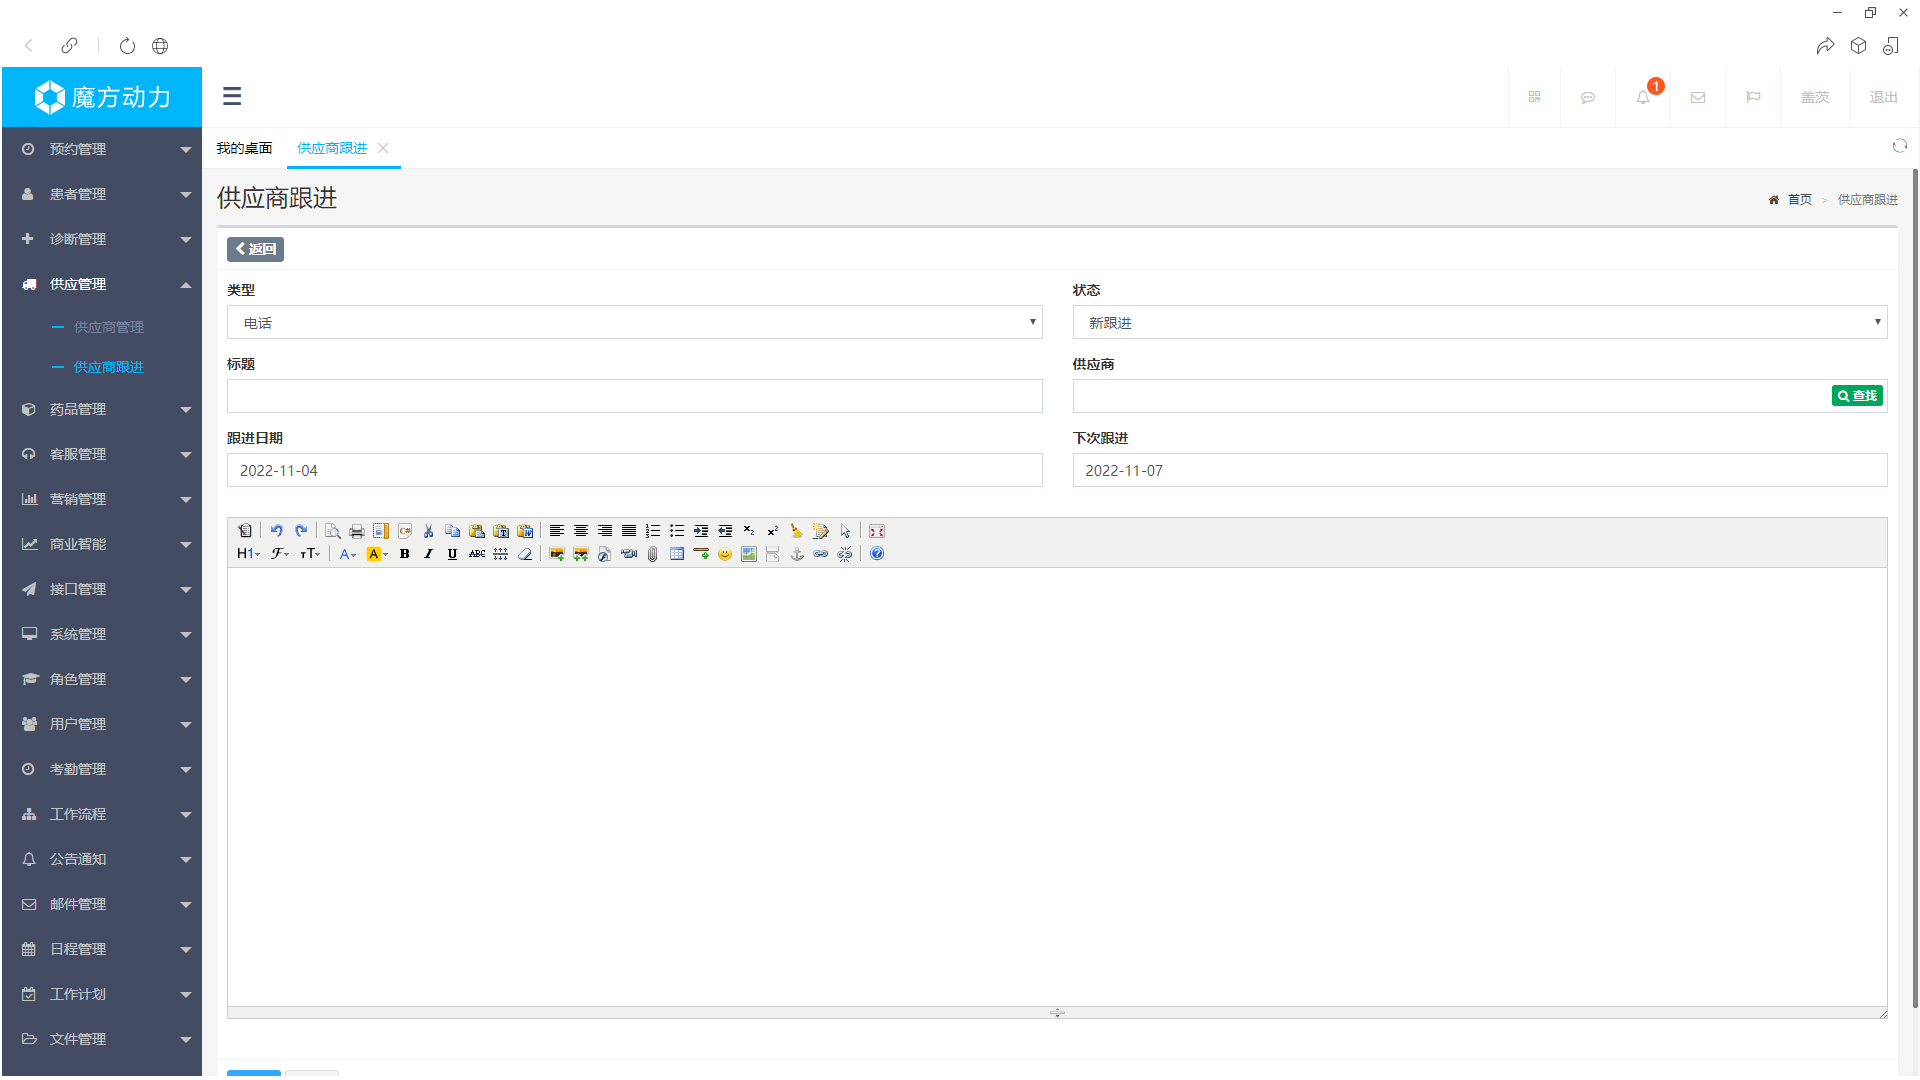 魔方动力
1
盖茨
退出
预约管理
患者管理
诊断管理
供应管理
供应商管理
供应商跟进
药品管理
客服管理
营销管理
商业智能
接口管理
系统管理
角色管理
用户管理
考勤管理
工作流程
公告通知
邮件管理
日程管理
工作计划
文件管理
我的桌面
供应商跟进
供应商跟进
首页 > 供应商跟进
返回
类型
电话
状态
新跟进
标题
供应商
查找
跟进日期
2022-11-04
下次跟进
2022-11-07
H1 F TT A A B I U ABC